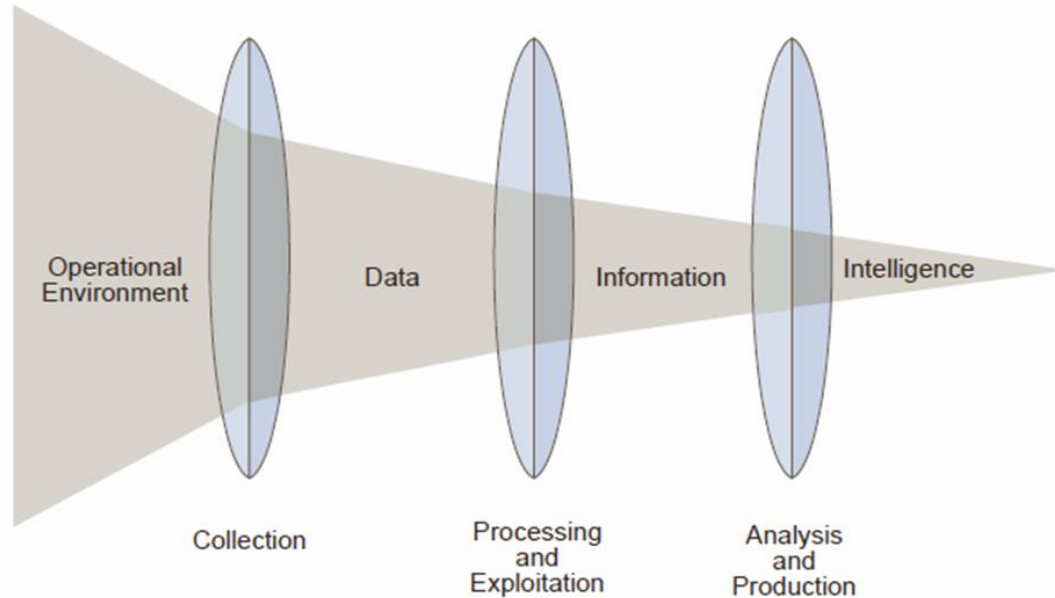 Operational
Environment
Data
Information
Intelligence
Collection
Processing
and
Exploitation
Analysis
and
Production